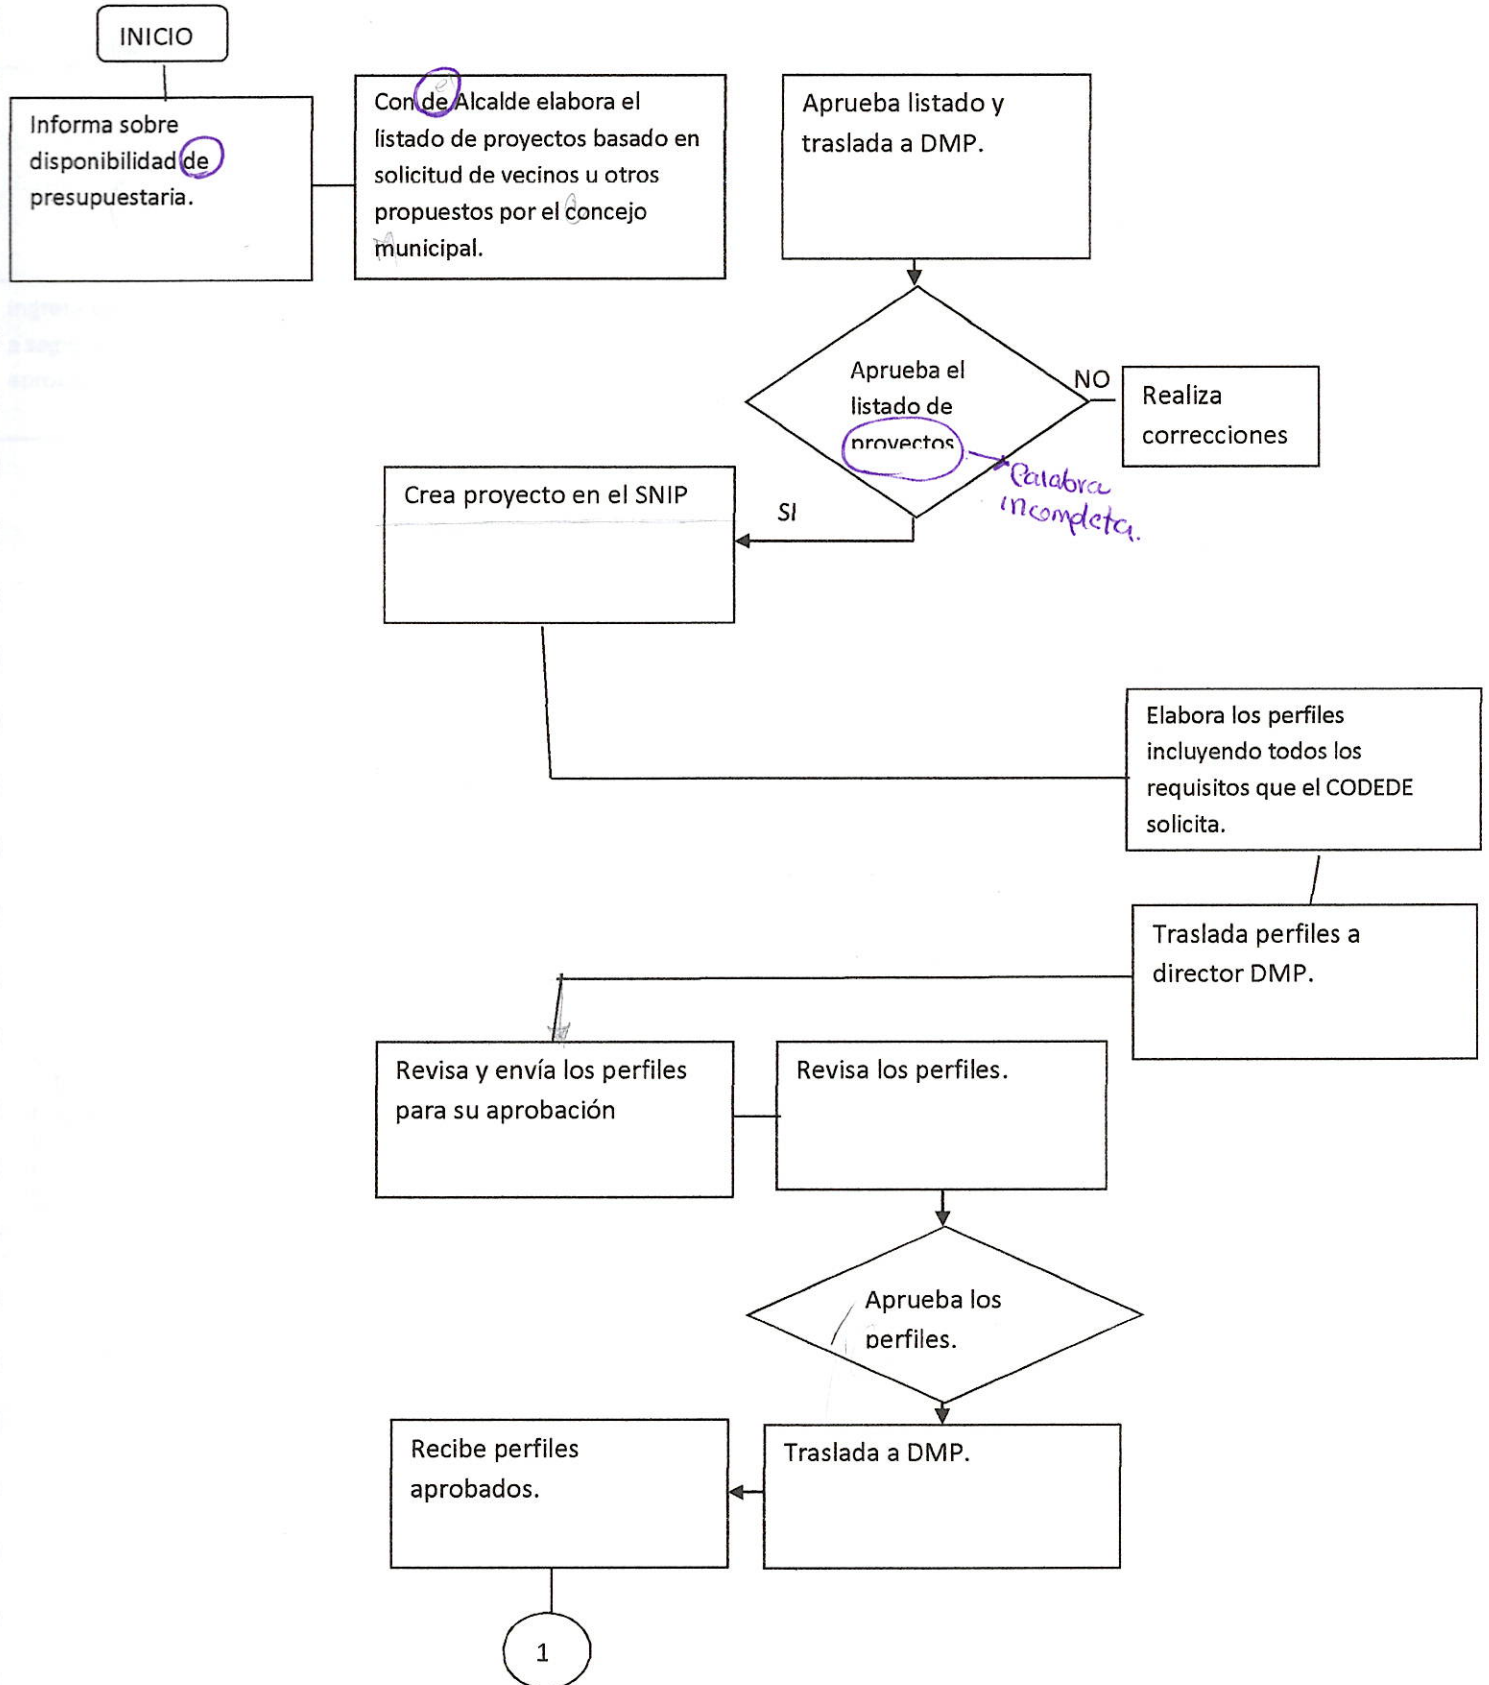 INICIO
Informa sobre
disponibilidad de
presupuestaria.
el
Con de Alcalde elabora el
listado de proyectos basado en
solicitud de vecinos u otros
propuestos por el concejo
municipal.
Aprueba listado y
traslada a DMP.
Aprueba el
listado de
proyectos
NO
Realiza
correcciones
Palabra
incompleta.
SI
Crea proyecto en el SNIP
Elabora los perfiles
incluyendo todos los
requisitos que el CODEDE
solicita.
Traslada perfiles a
director DMP.
Revisa y envía los perfiles
para su aprobación
Revisa los perfiles.
Aprueba los
perfiles.
Traslada a DMP.
Recibe perfiles
aprobados.
1